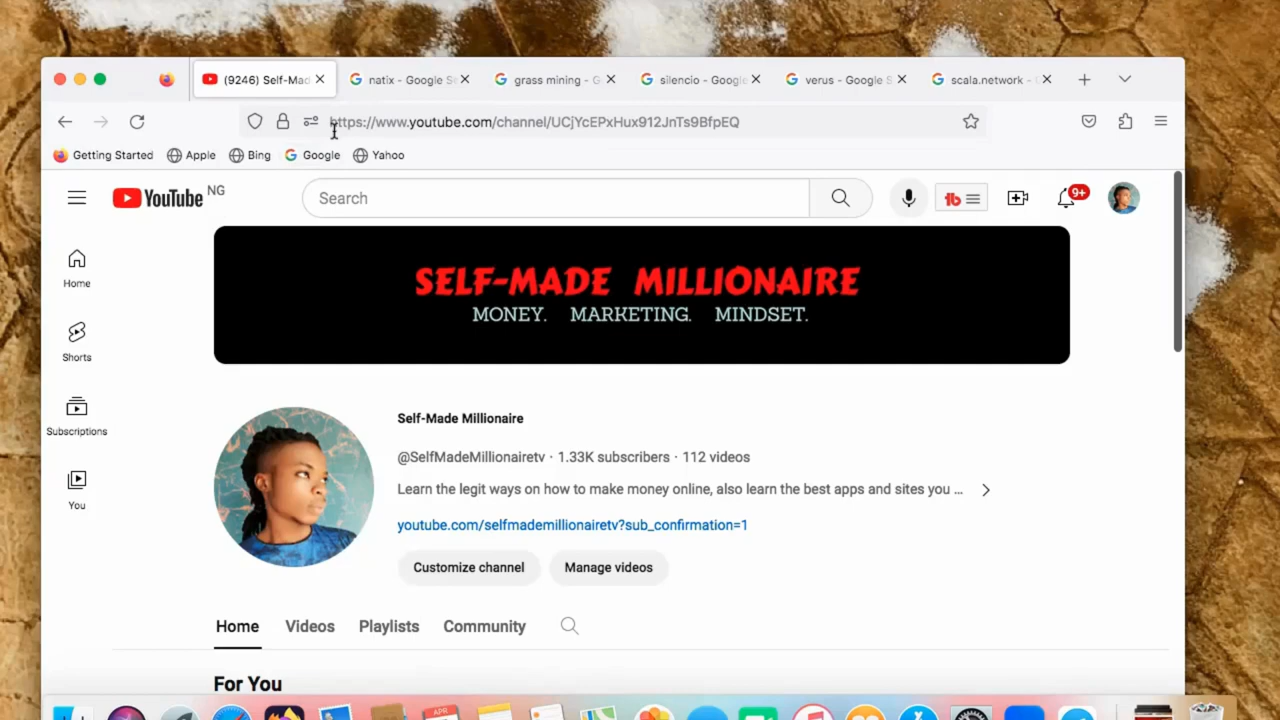 (9246) Self-Mad
natix - Google Se
grass mining - G
silencio - Google
verus - Google S
scala.network - G
https://www.youtube.com/channel/UCjYcEPxHux912JnTs9BfpEQ
Getting Started
Apple
Bing
Google
Yahoo
YouTube NG
Search
tb
9+
Home
Shorts
Subscriptions
You
SELF-MADE MILLIONAIRE
MONEY. MARKETING. MINDSET.
Self-Made Millionaire
@SelfMadeMillionairetv · 1.33K subscribers · 112 videos
Learn the legit ways on how to make money online, also learn the best apps and sites you ...
youtube.com/selfmademillionairetv?sub_confirmation=1
Customize channel
Manage videos
Home
Videos
Playlists
Community
For You
APR